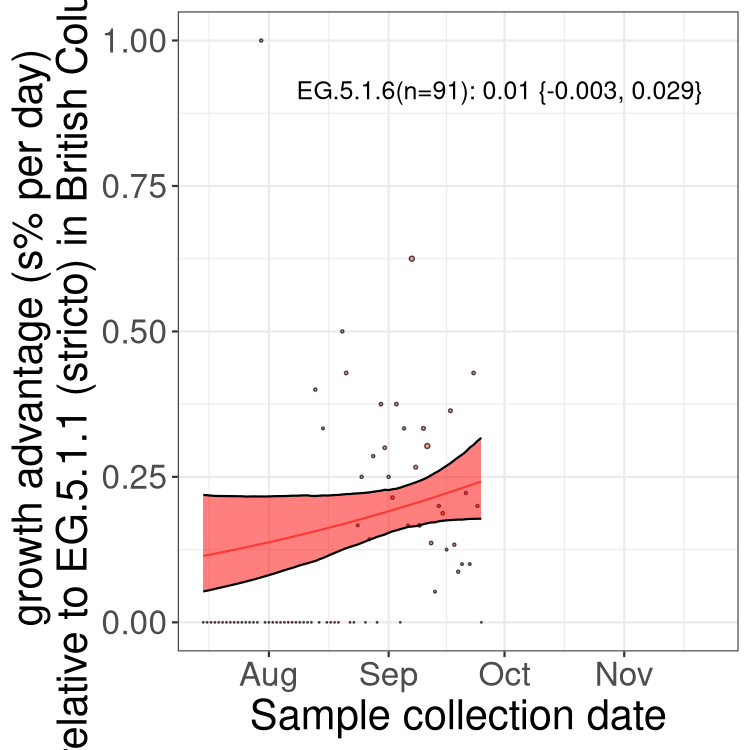 growth advantage (s% per day)
relative to EG.5.1.1 (stricto) in British Colu
1.00
0.75
0.50
0.25
0.00
EG.5.1.6(n=91): 0.01 {-0.003, 0.029}
Aug Sep Oct Nov
Sample collection date